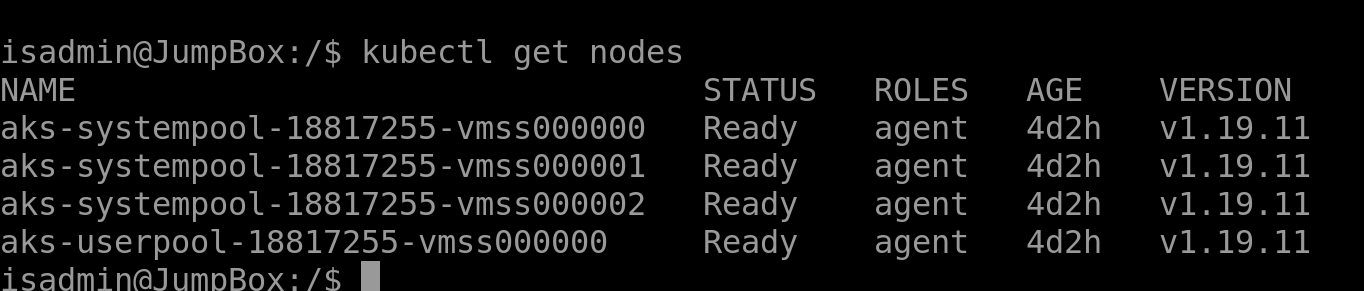 isadmin@JumpBox:/$ kubectl get nodes
NAME                                 STATUS   ROLES   AGE    VERSION
aks-systempool-18817255-vmss000000   Ready    agent   4d2h   v1.19.11
aks-systempool-18817255-vmss000001   Ready    agent   4d2h   v1.19.11
aks-systempool-18817255-vmss000002   Ready    agent   4d2h   v1.19.11
aks-userpool-18817255-vmss000000     Ready    agent   4d2h   v1.19.11
isadmin@JumpBox:/$